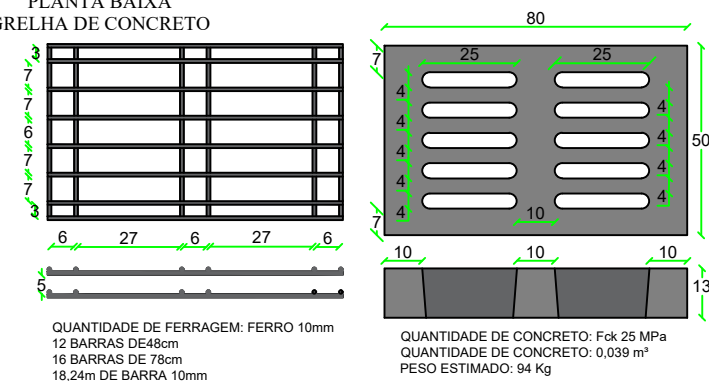 PLANTA BAIXA
GRELHA DE CONCRETO
3
7
7
6
7
7
3
6 27 6 27 6
5
QUANTIDADE DE FERRAGEM: FERRO 10mm
12 BARRAS DE48cm
16 BARRAS DE 78cm
18,24m DE BARRA 10mm
80
7
25 25
4
4
4
4
4
4
4
4
4
50
7
10
10 10 10
13
QUANTIDADE DE CONCRETO: Fck 25 MPa
QUANTIDADE DE CONCRETO: 0,039 m³
PESO ESTIMADO: 94 Kg